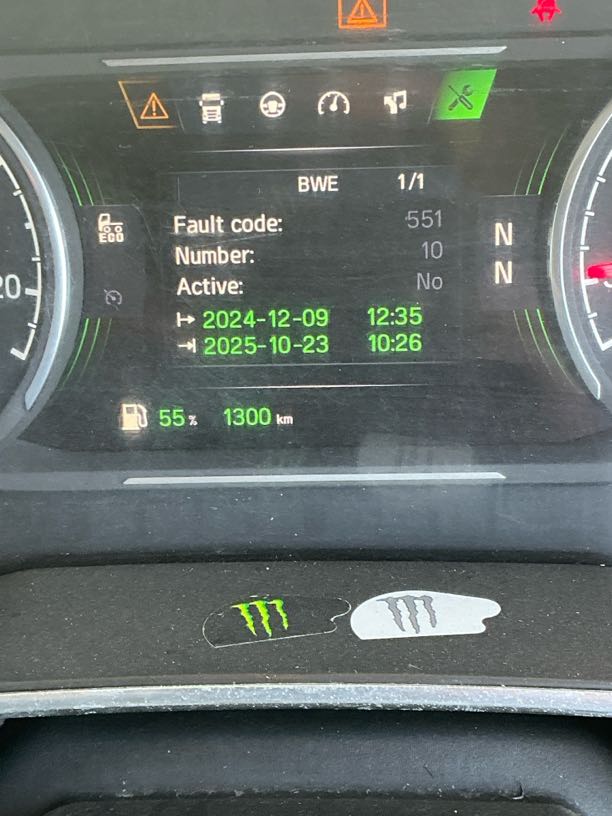 BWE 1/1
Fault code: 551
Number: 10
Active: No
2024-12-09 12:35
2025-10-23 10:26
ECO
N
N
20
55 % 1300 km